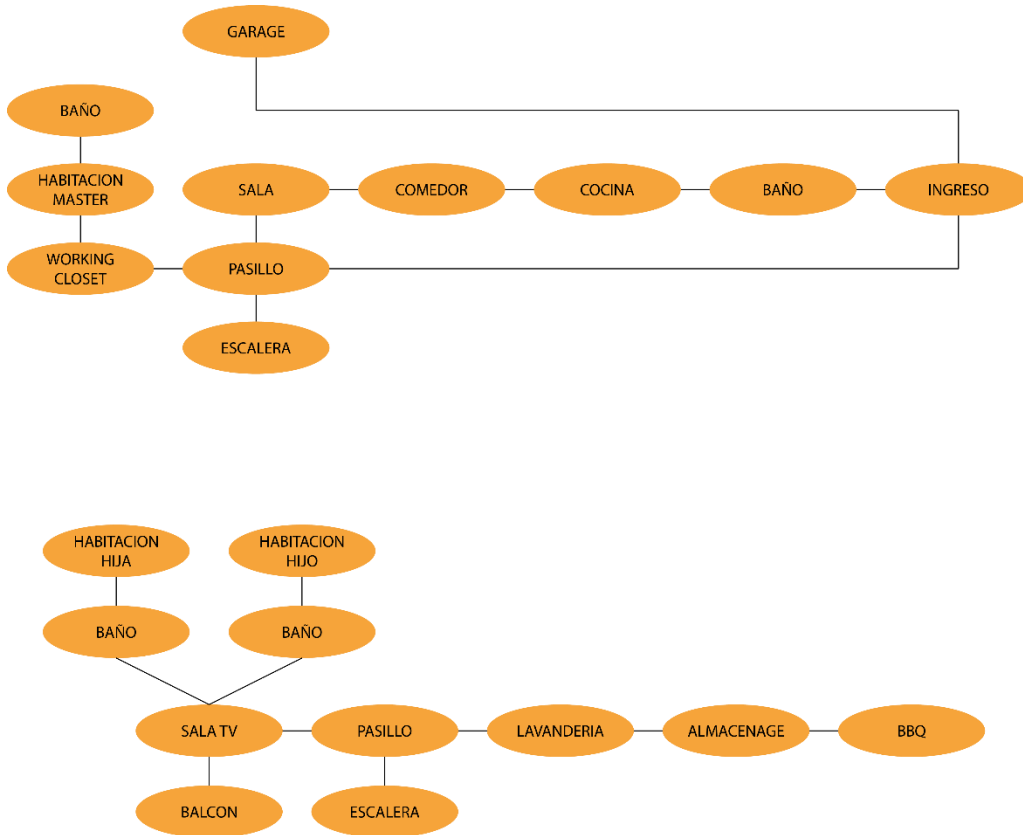 GARAGE
BAÑO
HABITACION
MASTER
SALA
COMEDOR
COCINA
BAÑO
INGRESO
WORKING
CLOSET
PASILLO
ESCALERA
HABITACION
HIJA
HABITACION
HIJO
BAÑO
BAÑO
SALA TV
PASILLO
LAVANDERIA
ALMACENAGE
BBQ
BALCON
ESCALERA